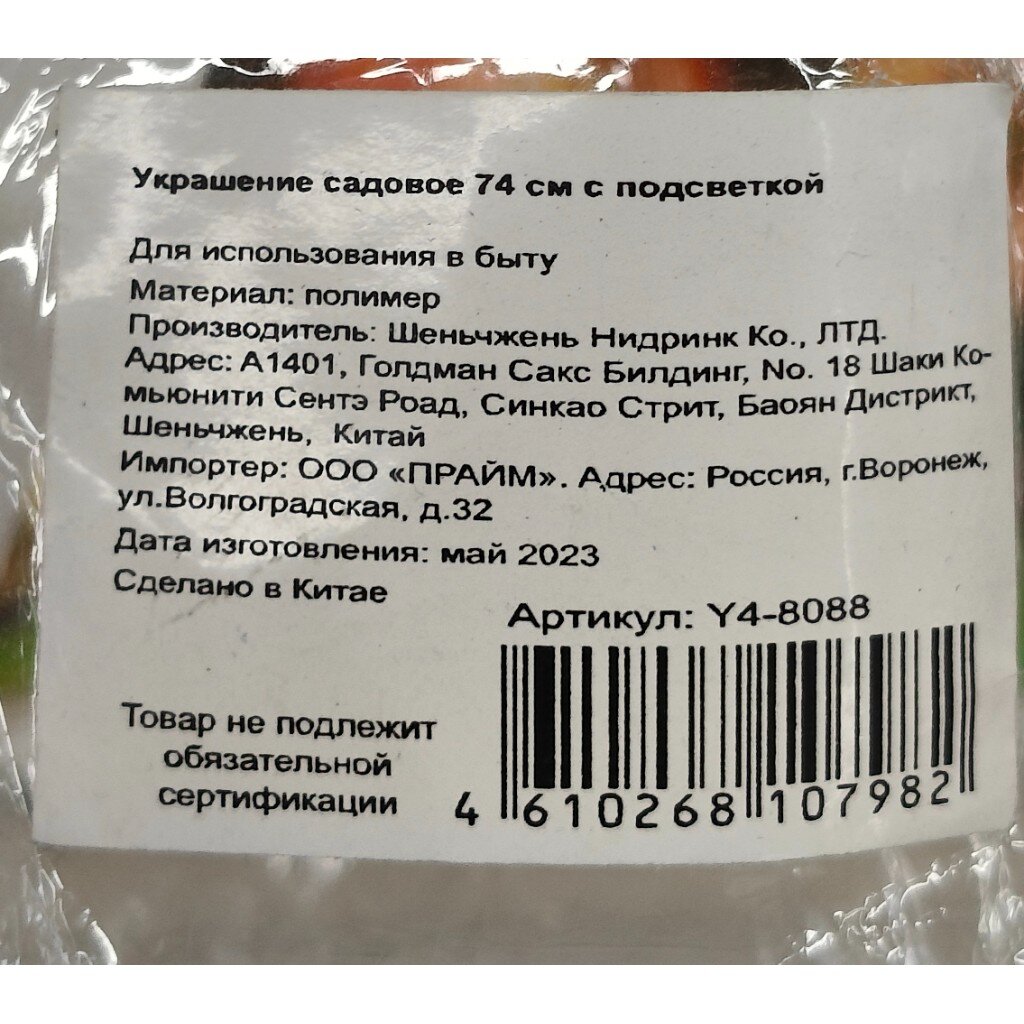 Украшение садовое 74 см с подсветкой
Для использования в быту
Материал: полимер
Производитель: Шеньчжень Нидринк Ко., ЛТД.
Адрес: А1401, Голдман Сакс Билдинг, No. 18 Шаки Ко-
мьюнити Сентэ Роад, Синкао Стрит, Баоян Дистрикт,
Шеньчжень, Китай
Импортер: ООО «ПРАЙМ». Адрес: Россия, г.Воронеж,
ул.Волгоградская, д.32
Дата изготовления: май 2023
Сделано в Китае
Артикул: Y4-8088
Товар не подлежит
обязательной
сертификации
4 610268 107982